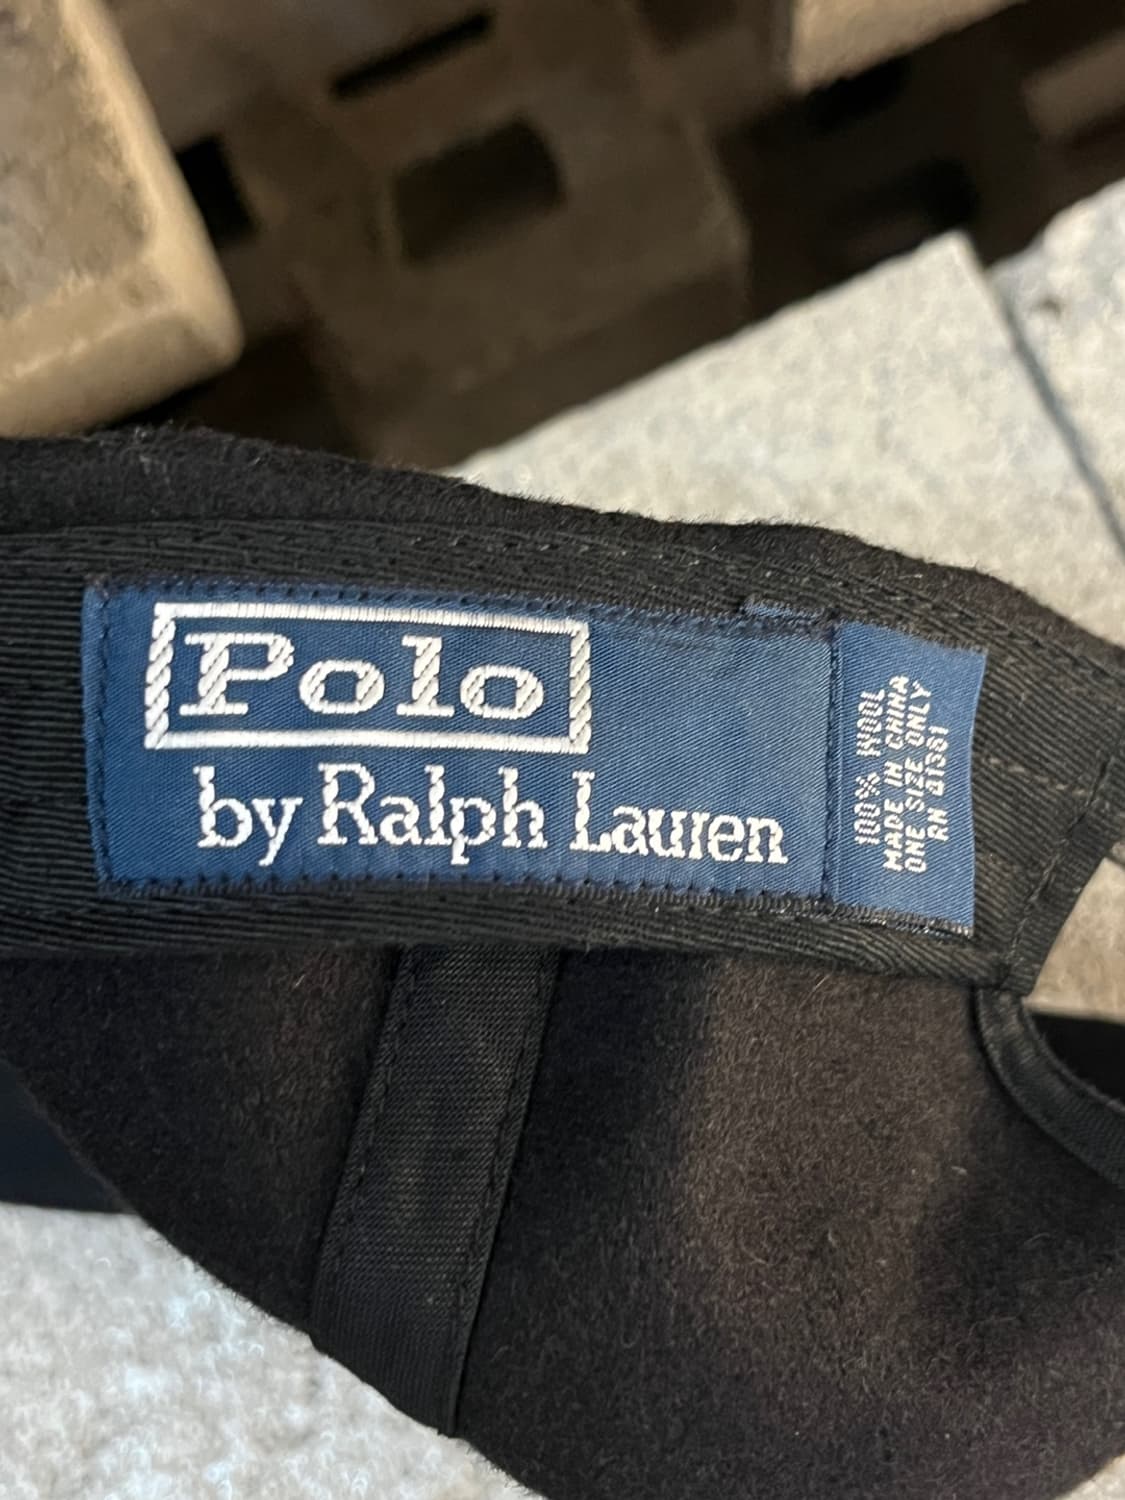 Polo
by Ralph Lauren
100% WOOL
MADE IN CHINA
ONE SIZE ONLY
RN 41381